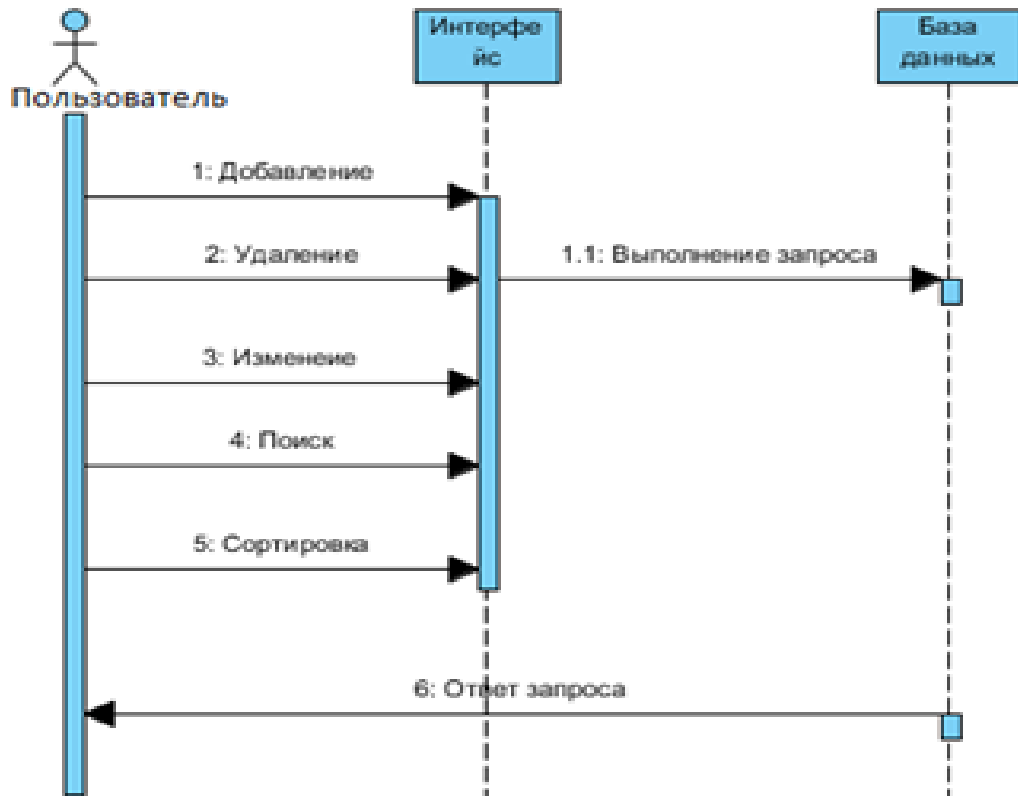 Интерфе
йс
База
данных
Пользователь
1: Добавление
2: Удаление
1.1: Выполнение запроса
3: Изменеие
4: Поиск
5: Сортировка
6: Ответ запроса